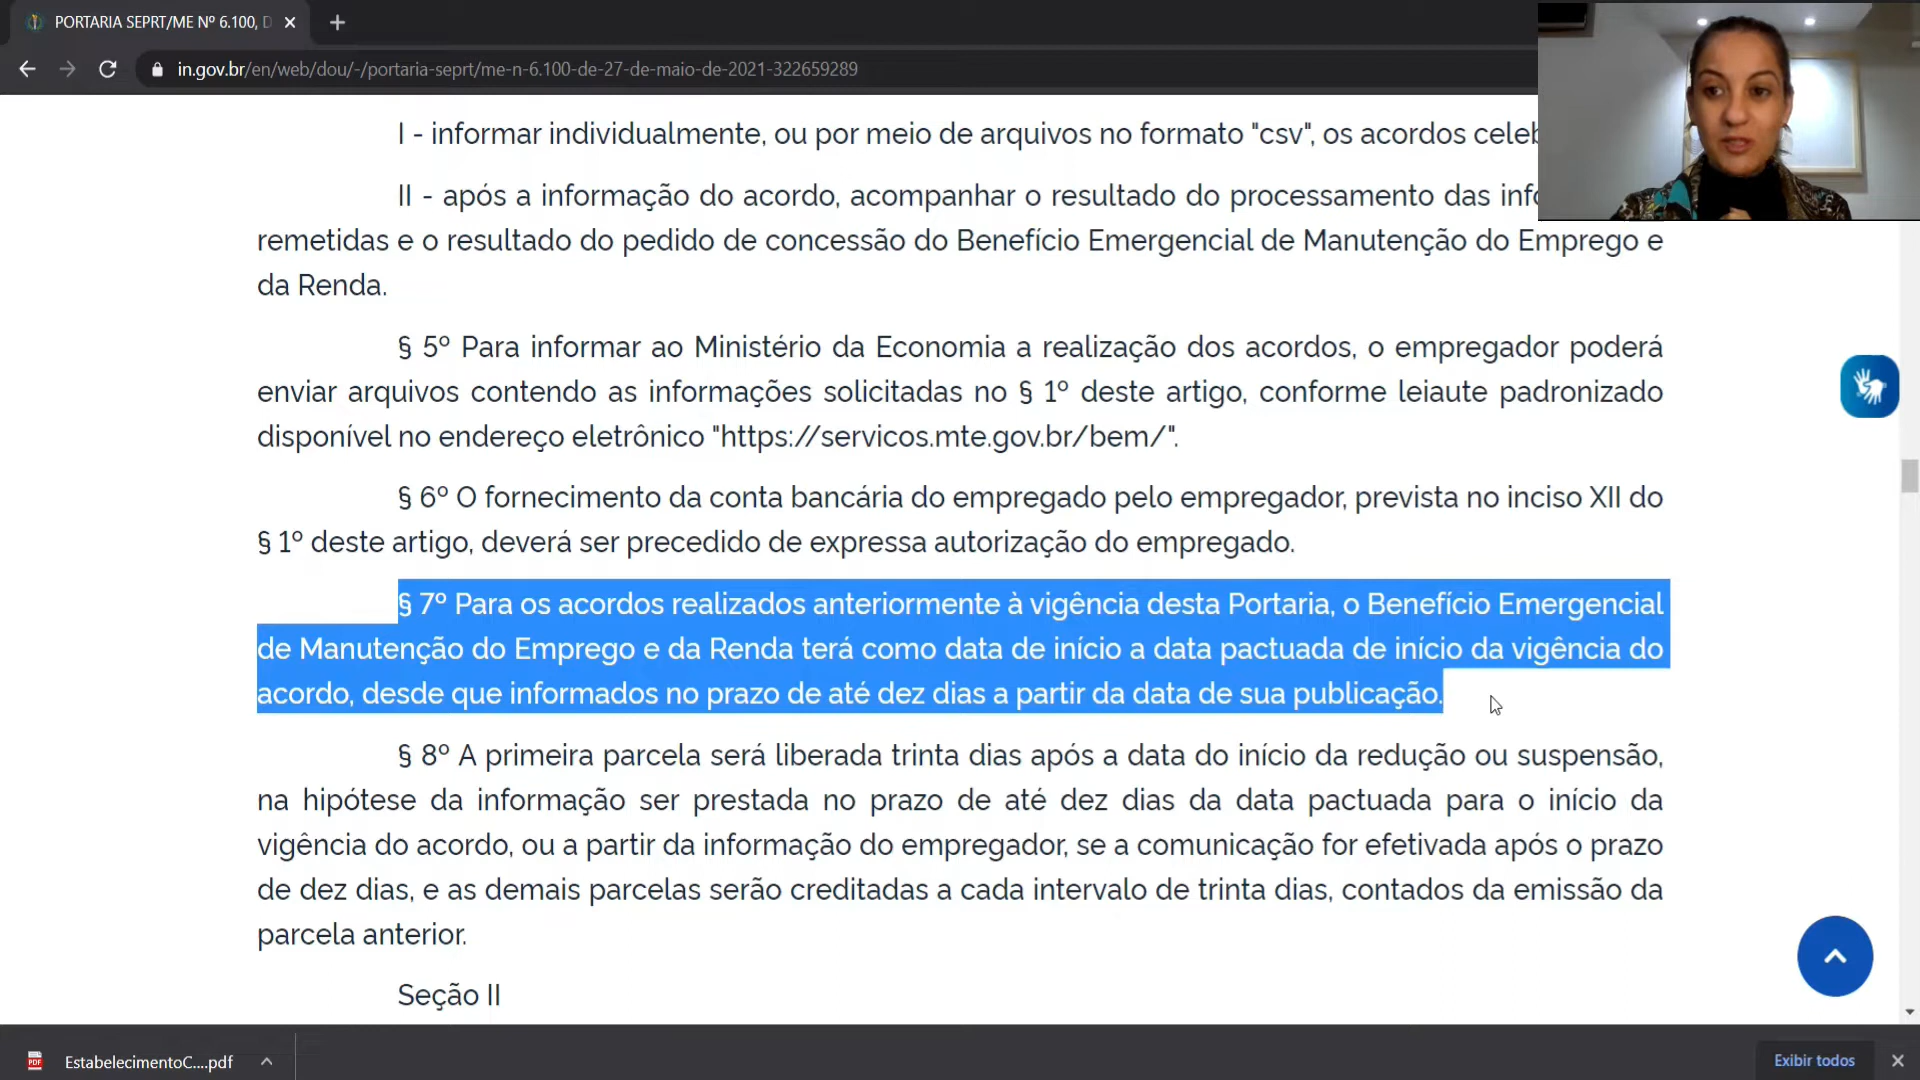 PORTARIA SEPRT/ME Nº 6.100, D
in.gov.br/en/web/dou/-/portaria-seprt/me-n-6.100-de-27-de-maio-de-2021-322659289
I - informar individualmente, ou por meio de arquivos no formato "csv", os acordos celeb
II - após a informação do acordo, acompanhar o resultado do processamento das info
remetidas e o resultado do pedido de concessão do Benefício Emergencial de Manutenção do Emprego e
da Renda.
§ 5º Para informar ao Ministério da Economia a realização dos acordos, o empregador poderá
enviar arquivos contendo as informações solicitadas no § 1º deste artigo, conforme leiaute padronizado
disponível no endereço eletrônico "https://servicos.mte.gov.br/bem/".
§ 6º O fornecimento da conta bancária do empregado pelo empregador, prevista no inciso XII do
§ 1º deste artigo, deverá ser precedido de expressa autorização do empregado.
§ 7º Para os acordos realizados anteriormente à vigência desta Portaria, o Benefício Emergencial
de Manutenção do Emprego e da Renda terá como data de início a data pactuada de início da vigência do
acordo, desde que informados no prazo de até dez dias a partir da data de sua publicação.
§ 8º A primeira parcela será liberada trinta dias após a data do início da redução ou suspensão,
na hipótese da informação ser prestada no prazo de até dez dias da data pactuada para o início da
vigência do acordo, ou a partir da informação do empregador, se a comunicação for efetivada após o prazo
de dez dias, e as demais parcelas serão creditadas a cada intervalo de trinta dias, contados da emissão da
parcela anterior.
Seção II
EstabelecimentoC....pdf
Exibir todos